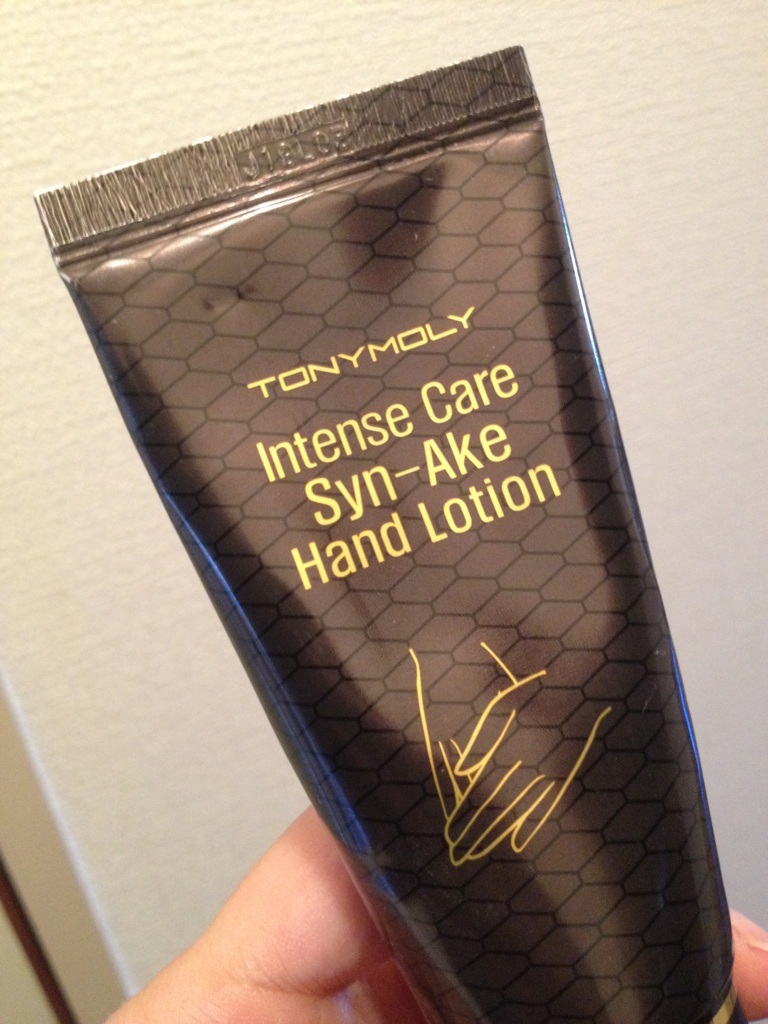 TONYMOLY
Intense Care
Syn-Ake
Hand Lotion